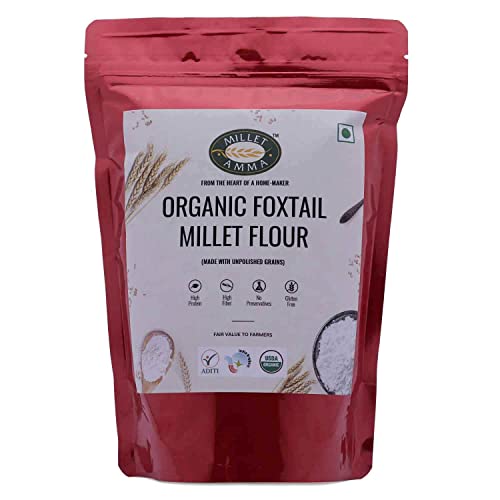 MILLET
AMMA
TM
FROM THE HEART OF A HOME-MAKER
ORGANIC FOXTAIL
MILLET FLOUR
(MADE WITH UNPOLISHED GRAINS)
High
Protein
High
Fiber
No
Preservatives
Gluten
Free
FAIR VALUE TO FARMERS
ADITI
USDA
ORGANIC